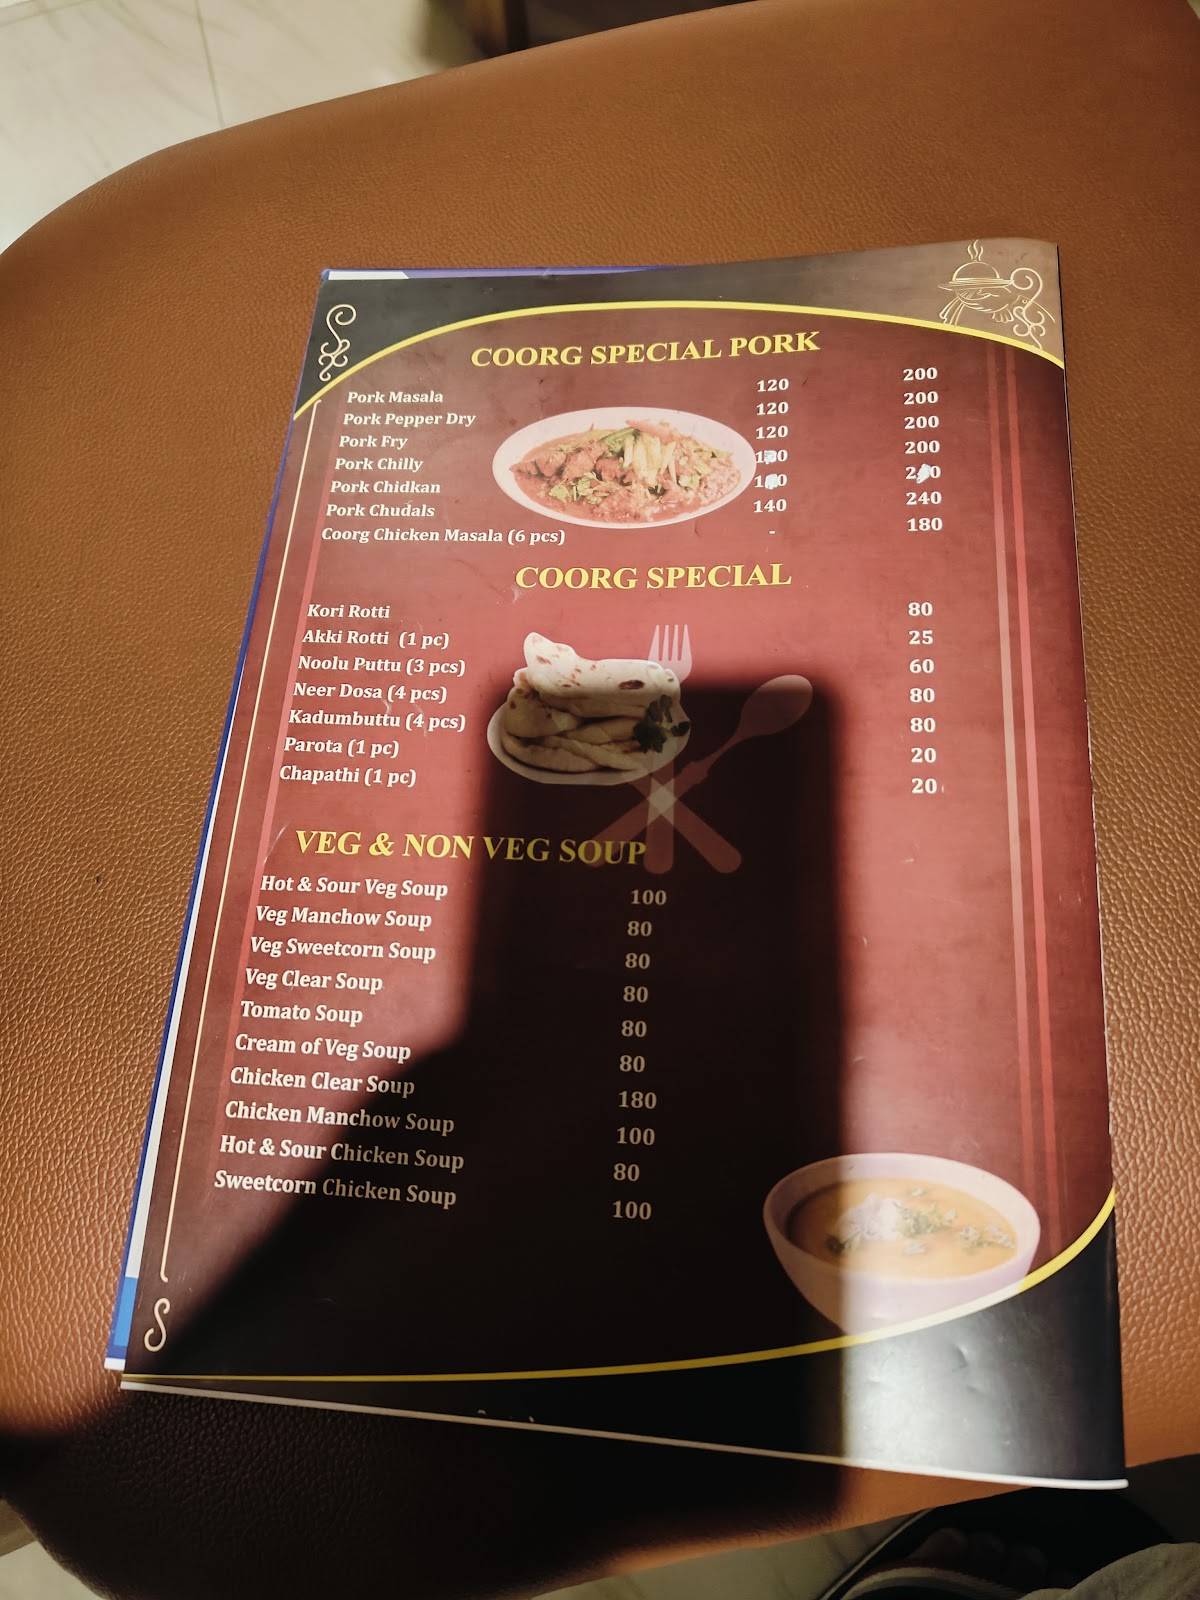 COORG SPECIAL PORK
Pork Masala 120 200
Pork Pepper Dry 120 200
Pork Fry 120 200
Pork Chilly 200
Pork Chidkan
Pork Chudals 140 240
Coorg Chicken Masala (6 pcs) - 180
COORG SPECIAL
Kori Rotti 80
Akki Rotti (1 pc) 25
Noolu Puttu (3 pcs) 60
Neer Dosa (4 pcs) 80
Kadumbuttu (4 pcs) 80
Parota (1 pc) 20
Chapathi (1 pc) 20
VEG & NON VEG SOUP
Hot & Sour Veg Soup 100
Veg Manchow Soup 80
Veg Sweetcorn Soup 80
Veg Clear Soup 80
Tomato Soup 80
Cream of Veg Soup 80
Chicken Clear Soup 180
Chicken Manchow Soup 100
Hot & Sour Chicken Soup 80
Sweetcorn Chicken Soup 100